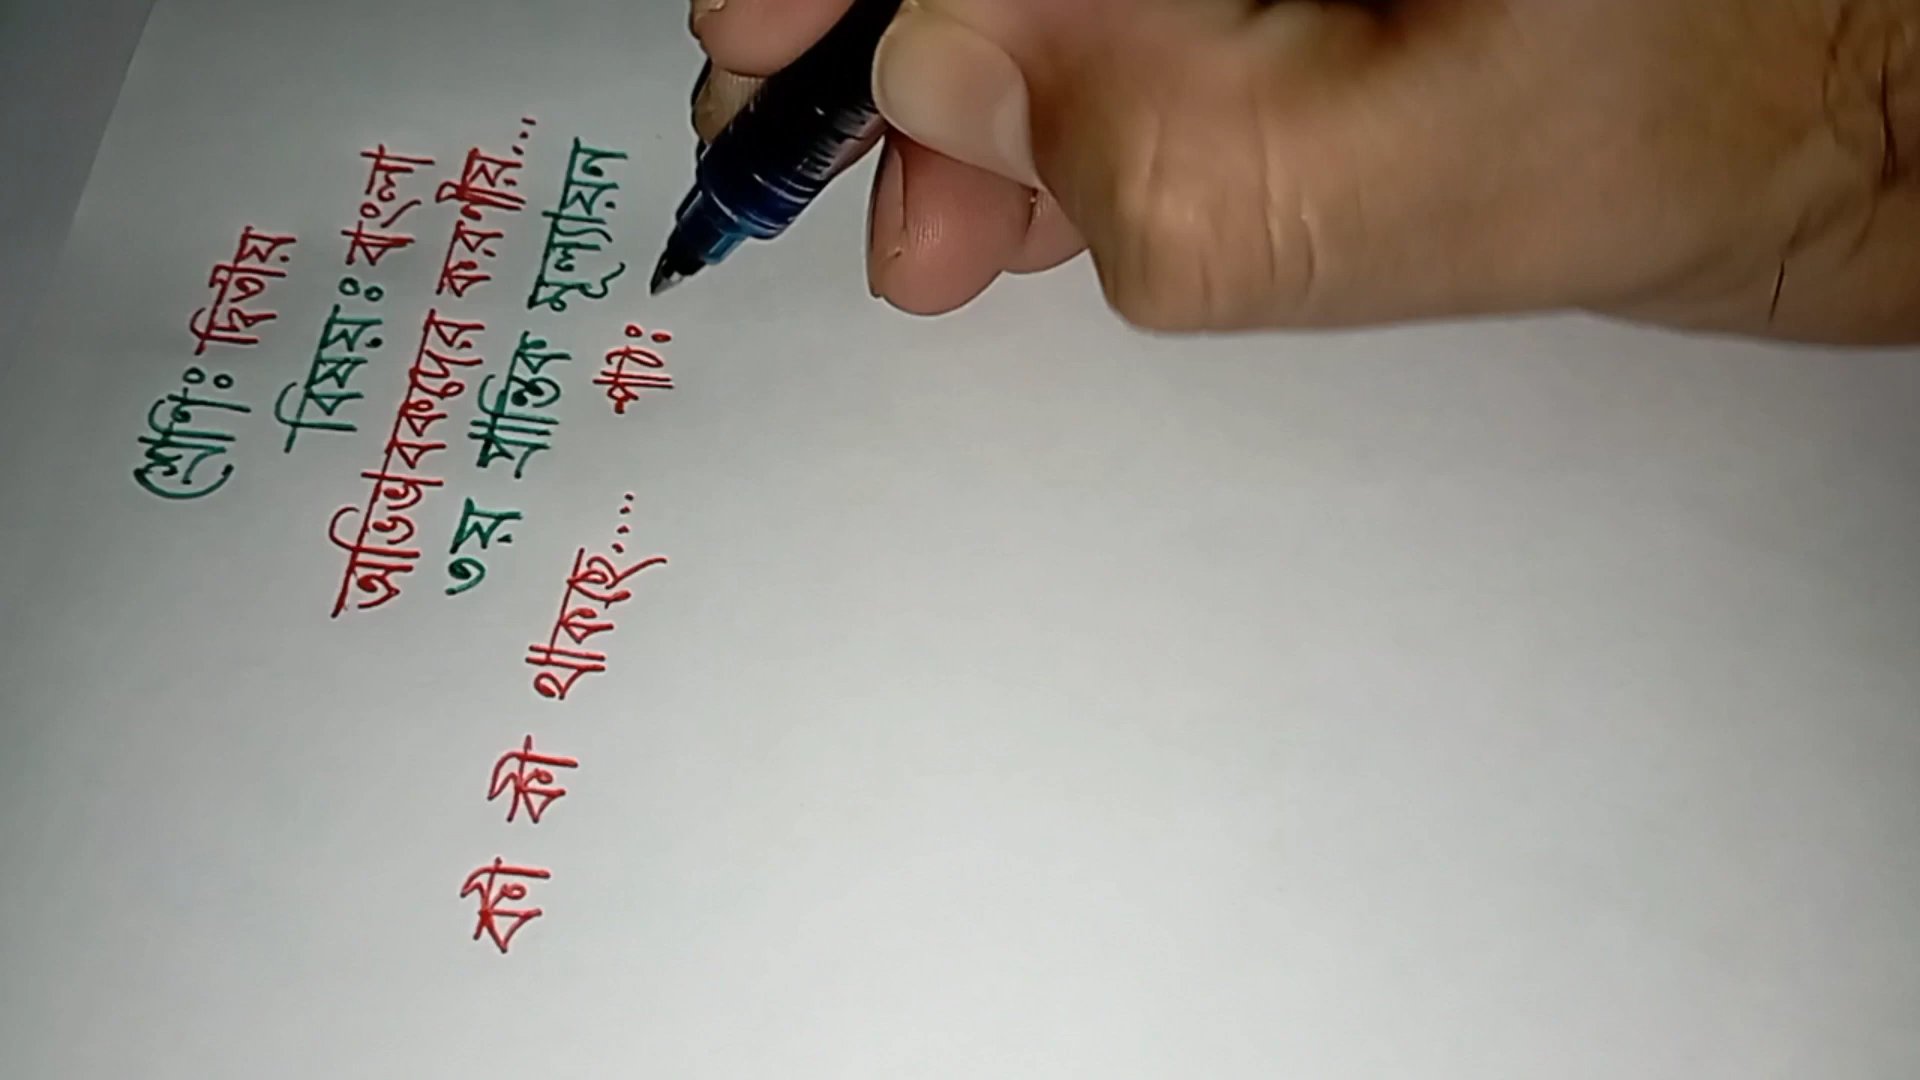 শ্রেণি: দ্বিতীয়
বিষয়: বাংলা
অভিভাবকদের করণীয়...
৩য় প্রান্তিক মূল্যায়ন
কী কী থাকছে.... পাঠ: